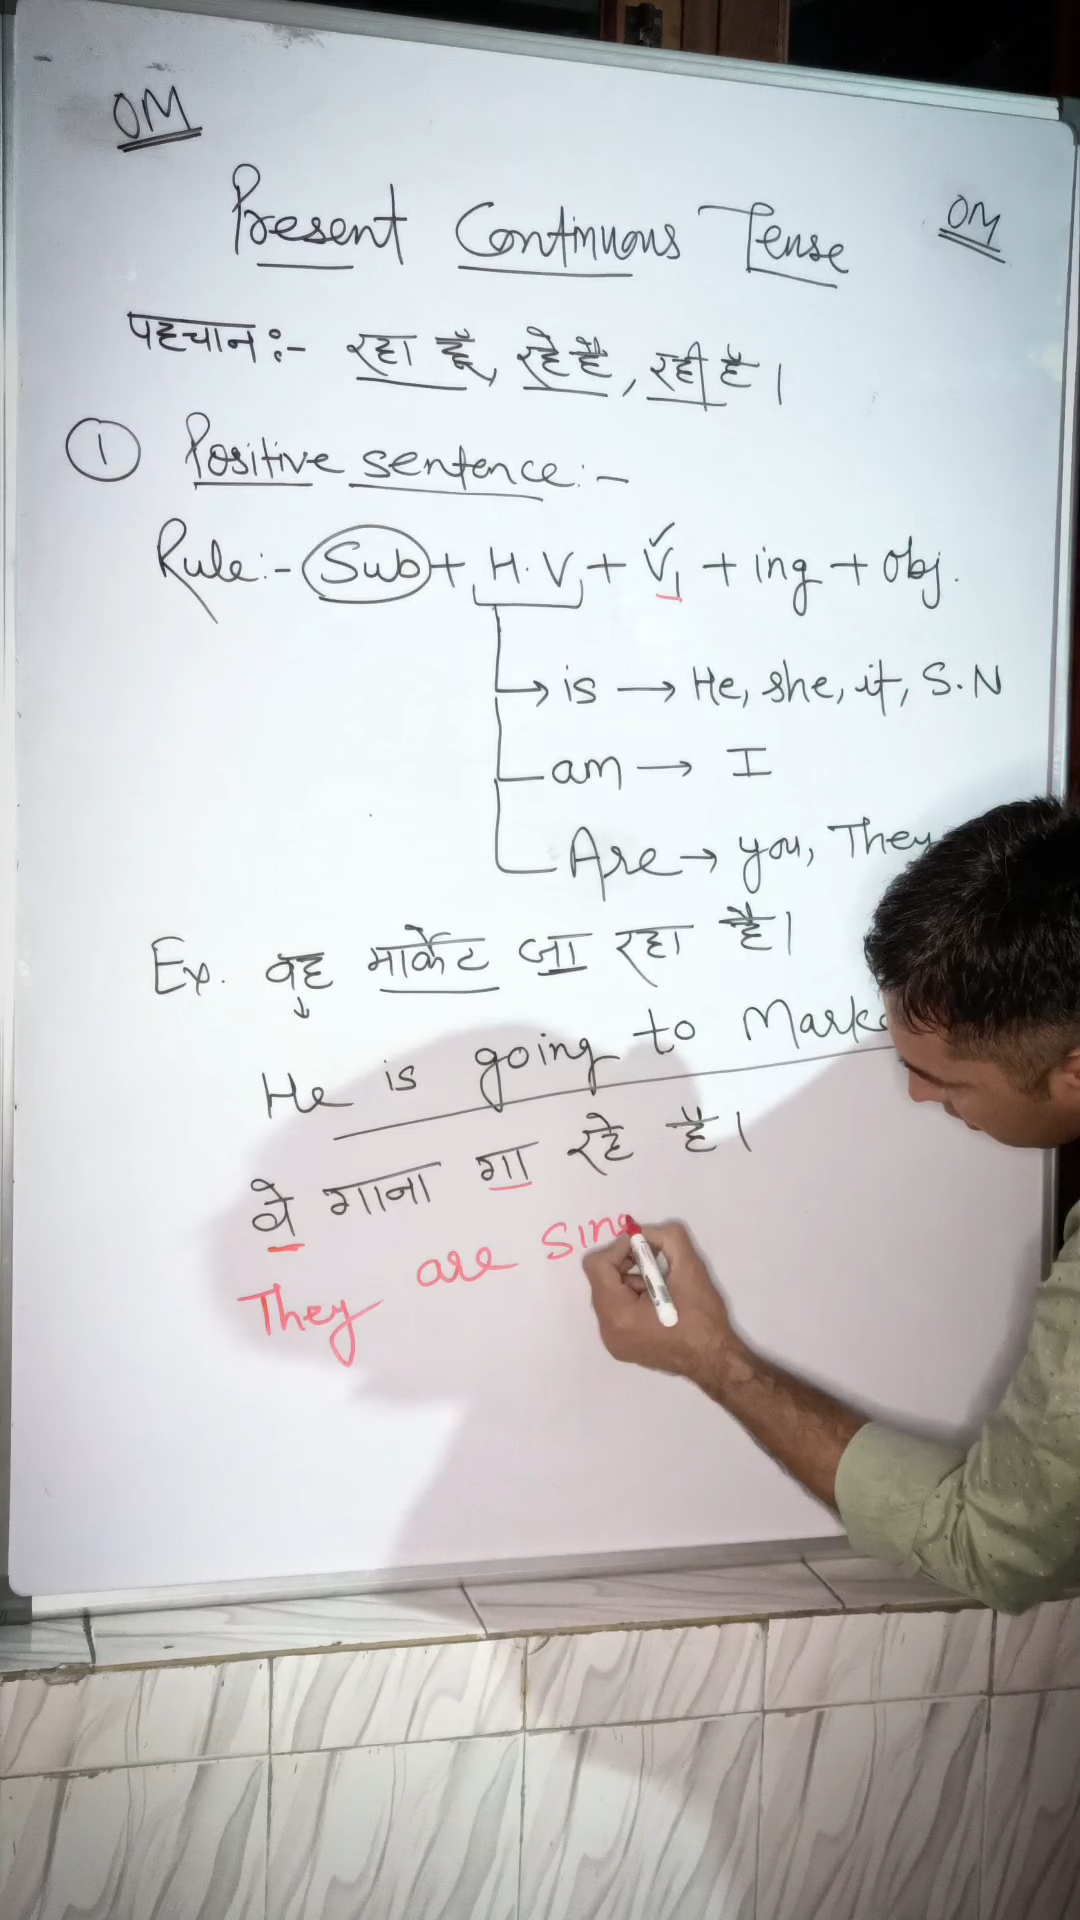 OM
OM
Present Continuous Tense
पहचान :- रहा हूँ, रहे हैं, रही है।
① Positive sentence :-
Rule :- Sub + H.V + V₁ + ing + obj.
→ is → He, she, it, S.N
am → I
Are → you, They
Ex. वह मार्केट जा रहा है।
He is going to Mark
वे गाना गा रहे है।
They are Sing